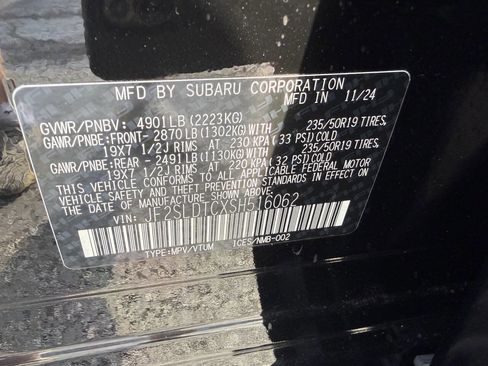 MFD BY SUBARU CORPORATION
MFD IN 11/24
GVWR/PNBV: 4901LB(2223KG)
GAWR/PNBE:FRONT- 2870LB(1302KG)WITH 235/50R19 TIRES,
19X7 1/2J RIMS AT 230 KPA(33 PSI)COLD
GAWR/PNBE:REAR - 2491LB(1130KG)WITH 235/50R19 TIRES,
19X7 1/2J RIMS AT 220 KPA(32 PSI)COLD
THIS VEHICLE CONFORMS TO ALL APPLICABLE FEDERAL MOTOR
VEHICLE SAFETY AND THEFT PREVENTION STANDARDS IN EFFECT ON
THE DATE OF MANUFACTURE SHOWN ABOVE.
VIN: JF2SLDTCXSH516062
TYPE:MPV/VTUM ICES/NMB-002